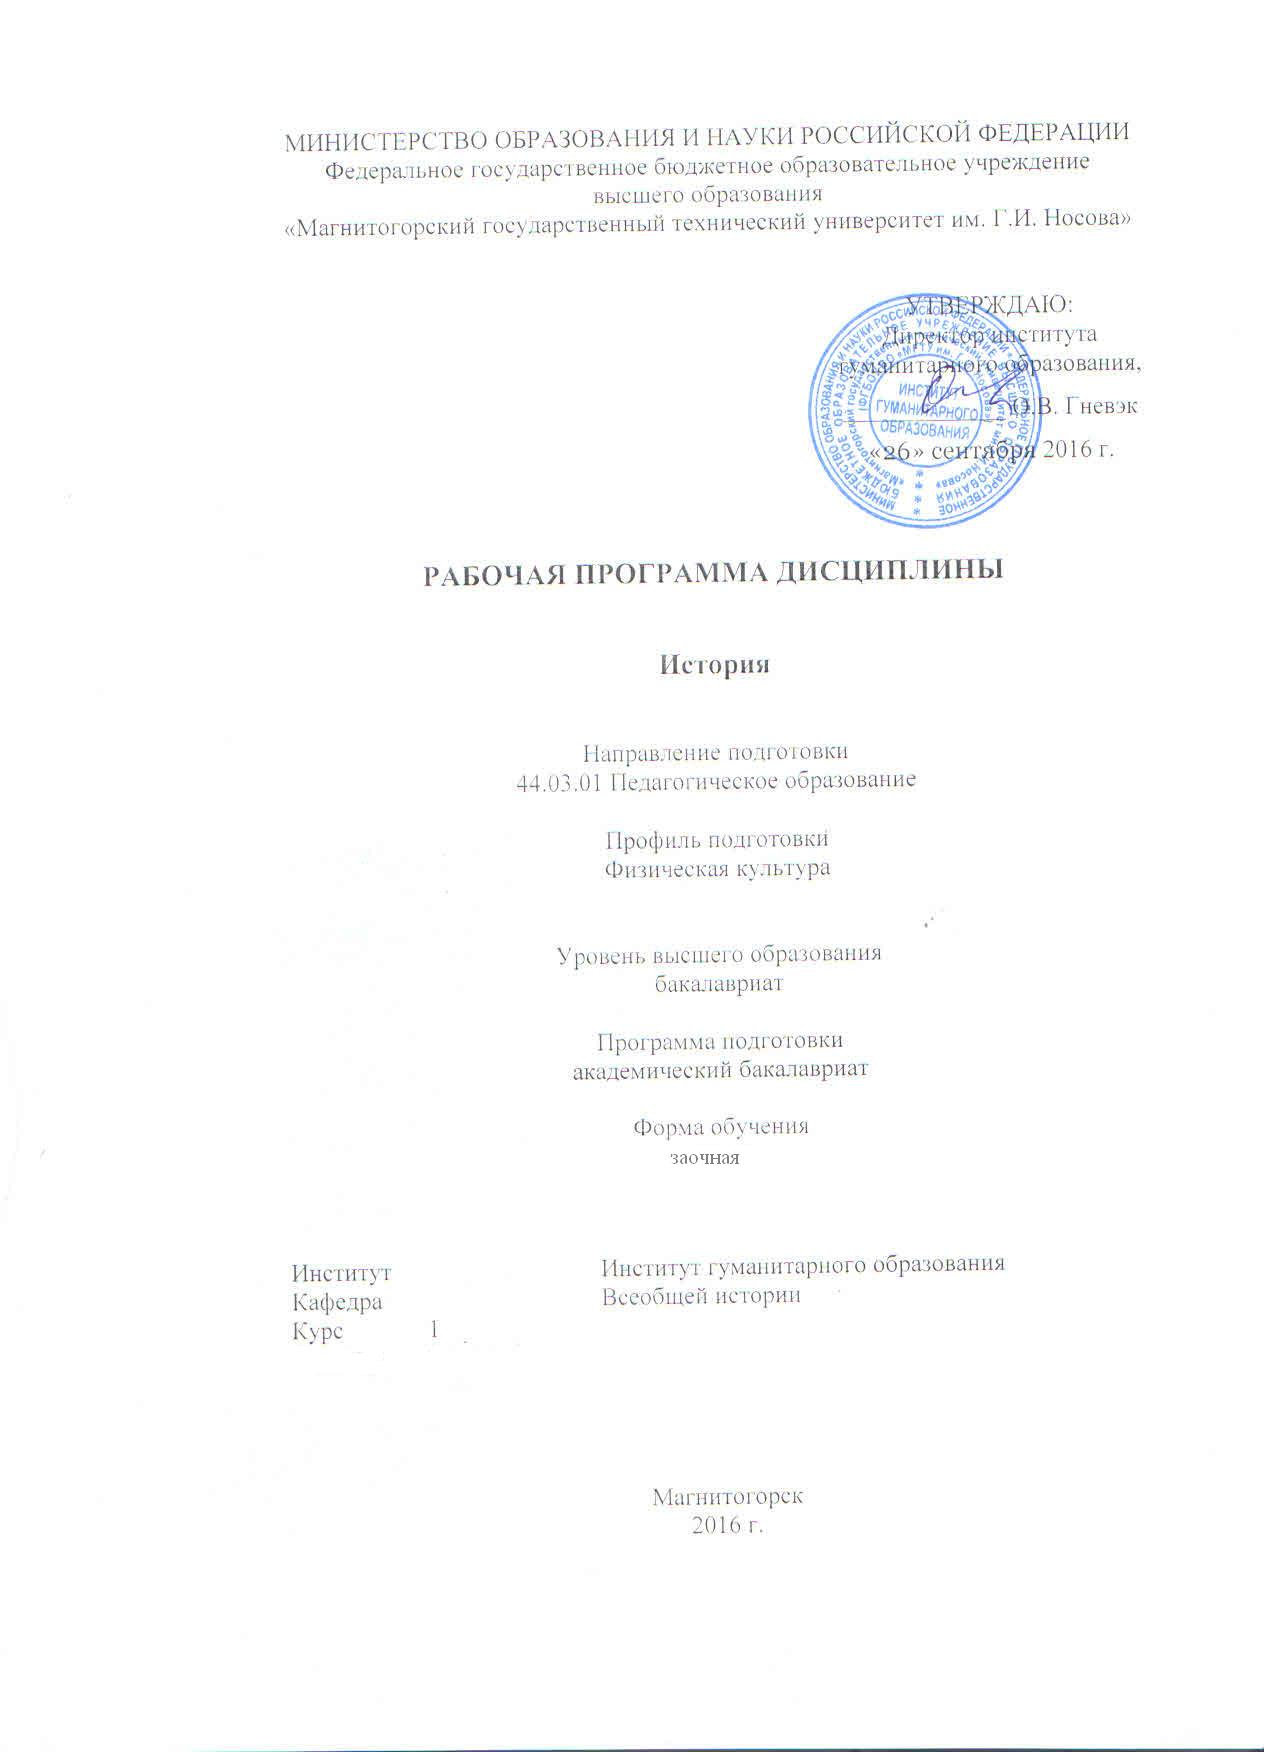 МИНИСТЕРСТВО ОБРАЗОВАНИЯ И НАУКИ РОССИЙСКОЙ ФЕДЕРАЦИИ
Федеральное государственное бюджетное образовательное учреждение
высшего образования
«Магнитогорский государственный технический университет им. Г.И. Носова»
УТВЕРЖДАЮ:
Директор института
гуманитарного образования,
О.В. Гневэк
«26» сентября 2016 г.
ИНСТИТУТ
ГУМАНИТАРНОГО
ОБРАЗОВАНИЯ
РАБОЧАЯ ПРОГРАММА ДИСЦИПЛИНЫ
История
Направление подготовки
44.03.01 Педагогическое образование
Профиль подготовки
Физическая культура
Уровень высшего образования
бакалавриат
Программа подготовки
академический бакалавриат
Форма обучения
заочная
Институт Институт гуманитарного образования
Кафедра Всеобщей истории
Курс 1
Магнитогорск
2016 г.